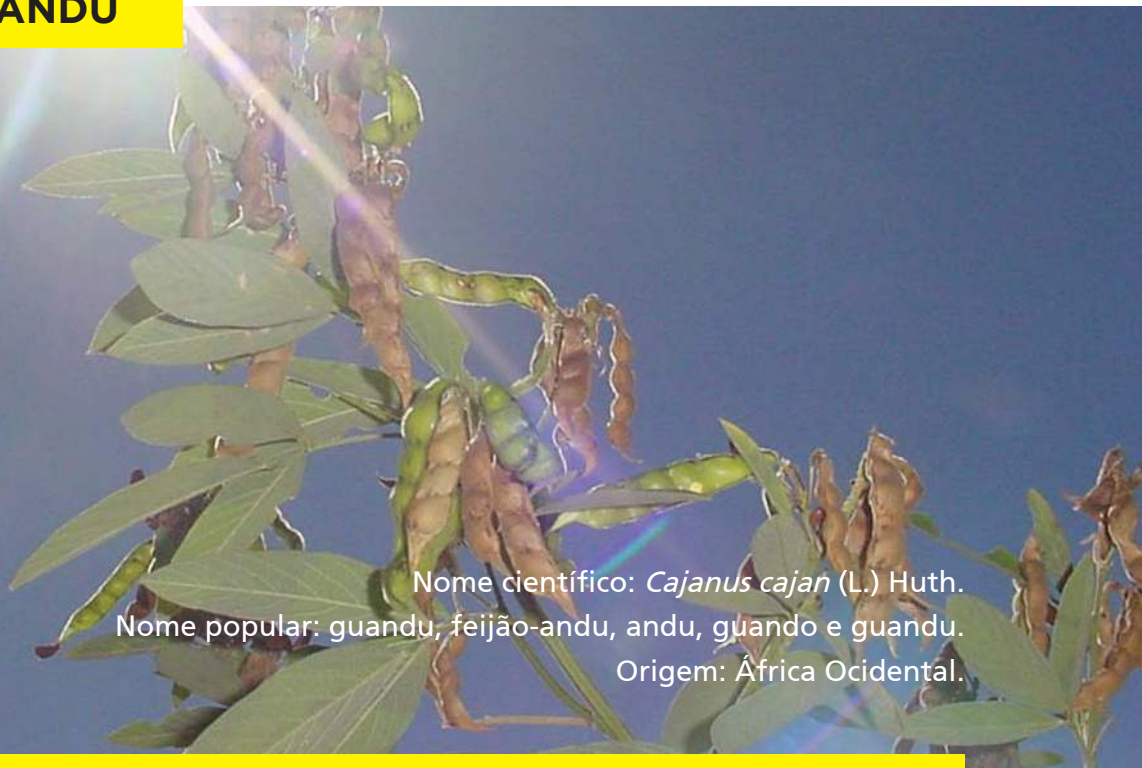 ANDU
Nome científico: Cajanus cajan (L.) Huth.
Nome popular: guandu, feijão-andu, andu, guando e guandu.
Origem: África Ocidental.